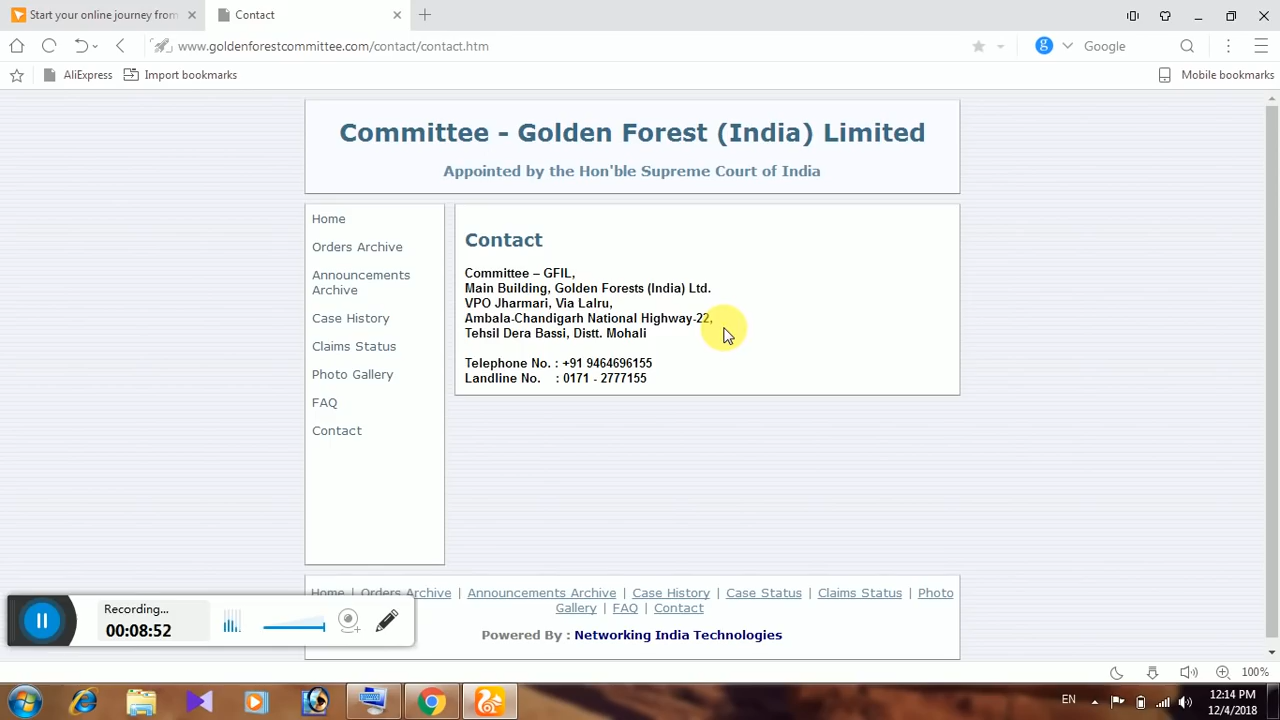 Start your online journey from
Contact
www.goldenforestcommittee.com/contact/contact.htm
g
Google
AliExpress
Import bookmarks
Mobile bookmarks
Committee - Golden Forest (India) Limited
Appointed by the Hon'ble Supreme Court of India
Home
Orders Archive
Announcements
Archive
Case History
Claims Status
Photo Gallery
FAQ
Contact
Contact
Committee – GFIL,
Main Building, Golden Forests (India) Ltd.
VPO Jharmari, Via Lalru,
Ambala-Chandigarh National Highway-22,
Tehsil Dera Bassi, Distt. Mohali
Telephone No. : +91 9464696155
Landline No. : 0171 - 2777155
Home | Orders Archive | Announcements Archive | Case History | Case Status | Claims Status | Photo
Gallery | FAQ | Contact
Powered By : Networking India Technologies
Recording...
00:08:52
100%
EN
12:14 PM
12/4/2018